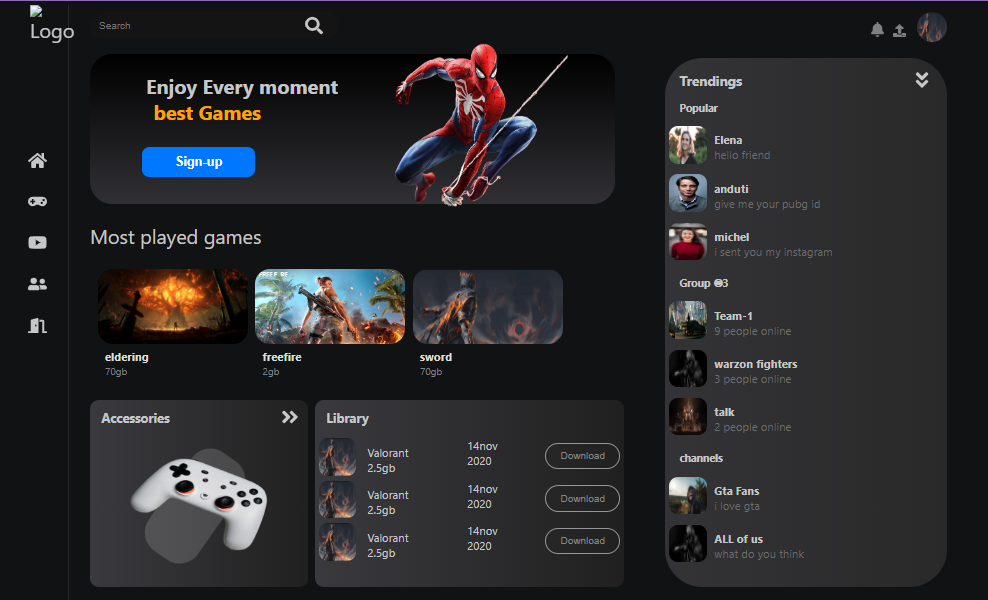 Logo
Search
Enjoy Every moment
best Games
Sign-up
Most played games
FREE FIRE
eldering
70gb
freefire
2gb
sword
70gb
Accessories
Library
Valorant
2.5gb
14nov
2020
Download
Valorant
2.5gb
14nov
2020
Download
Valorant
2.5gb
14nov
2020
Download
Trendings
Popular
Elena
hello friend
anduti
give me your pubg id
michel
i sent you my instagram
Group 3
Team-1
9 people online
warzon fighters
3 people online
talk
2 people online
channels
Gta Fans
i love gta
ALL of us
what do you think